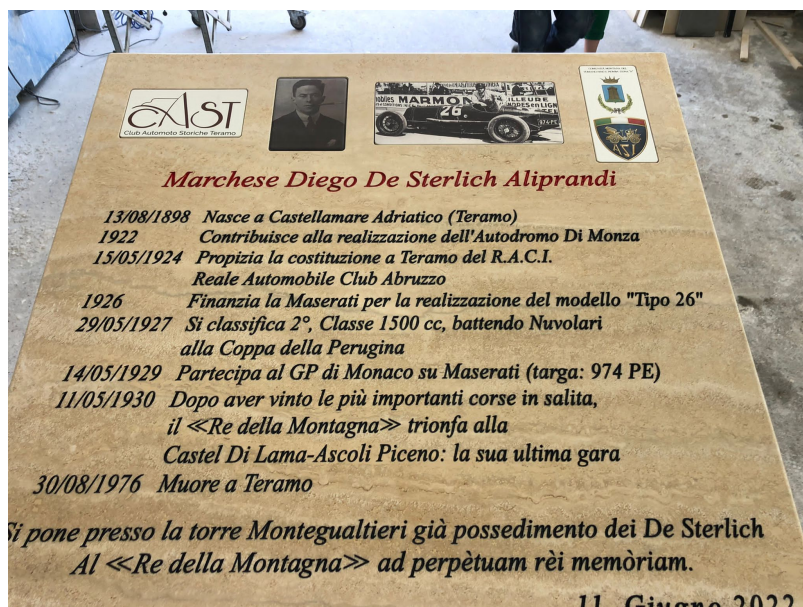 CAST
Club Automoto Storiche Teramo
MARMON
26
974 PE
ASI
Marchese Diego De Sterlich Aliprandi
13/08/1898 Nasce a Castellamare Adriatico (Teramo)
1922 Contribuisce alla realizzazione dell'Autodromo Di Monza
15/05/1924 Propizia la costituzione a Teramo del R.A.C.I.
Reale Automobile Club Abruzzo
1926 Finanzia la Maserati per la realizzazione del modello "Tipo 26"
29/05/1927 Si classifica 2°, Classe 1500 cc, battendo Nuvolari
alla Coppa della Perugina
14/05/1929 Partecipa al GP di Monaco su Maserati (targa: 974 PE)
11/05/1930 Dopo aver vinto le più importanti corse in salita,
il ≪Re della Montagna≫ trionfa alla
Castel Di Lama-Ascoli Piceno: la sua ultima gara
30/08/1976 Muore a Teramo
Si pone presso la torre Montegualtieri già possedimento dei De Sterlich
Al ≪Re della Montagna≫ ad perpètuam rèi memòriam.
11 Giugno 2022